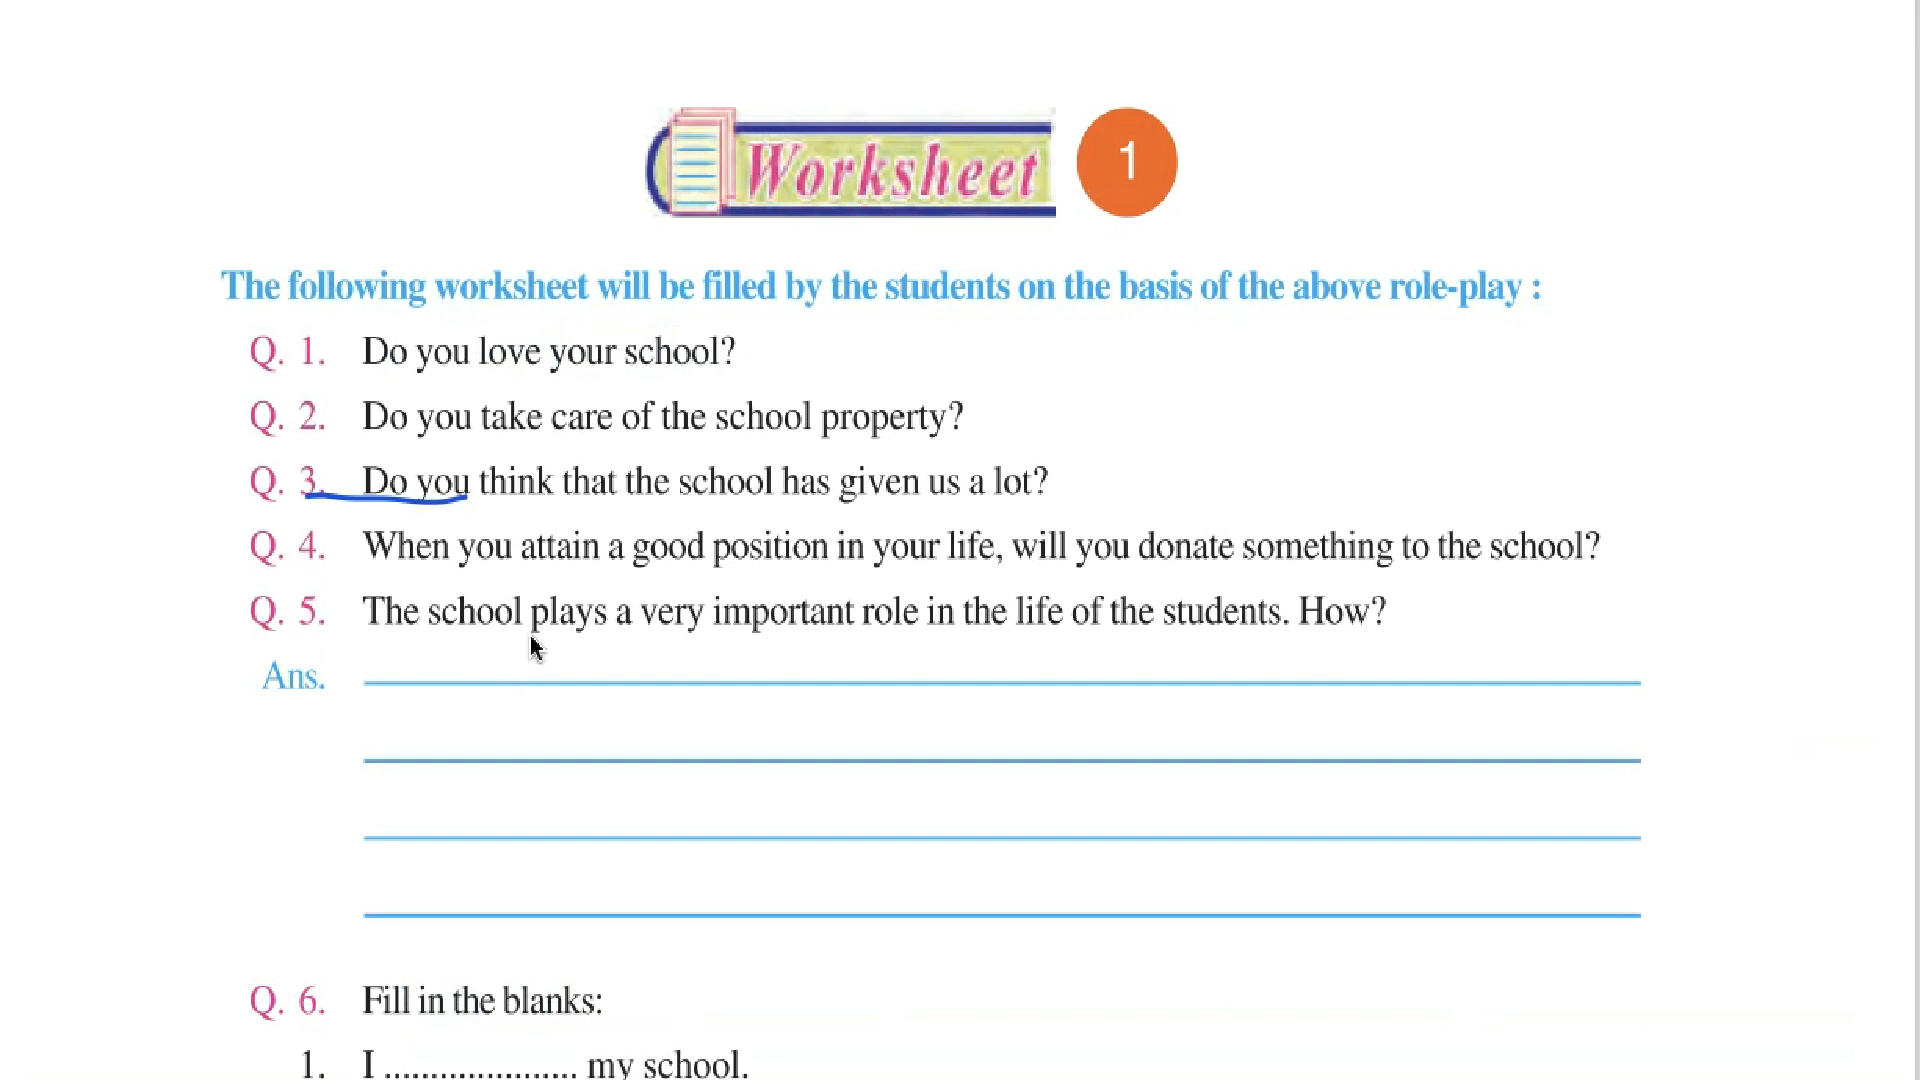 Worksheet 1
The following worksheet will be filled by the students on the basis of the above role-play :
Q. 1. Do you love your school?
Q. 2. Do you take care of the school property?
Q. 3. Do you think that the school has given us a lot?
Q. 4. When you attain a good position in your life, will you donate something to the school?
Q. 5. The school plays a very important role in the life of the students. How?
Ans.
Q. 6. Fill in the blanks:
1. I ..................... my school.